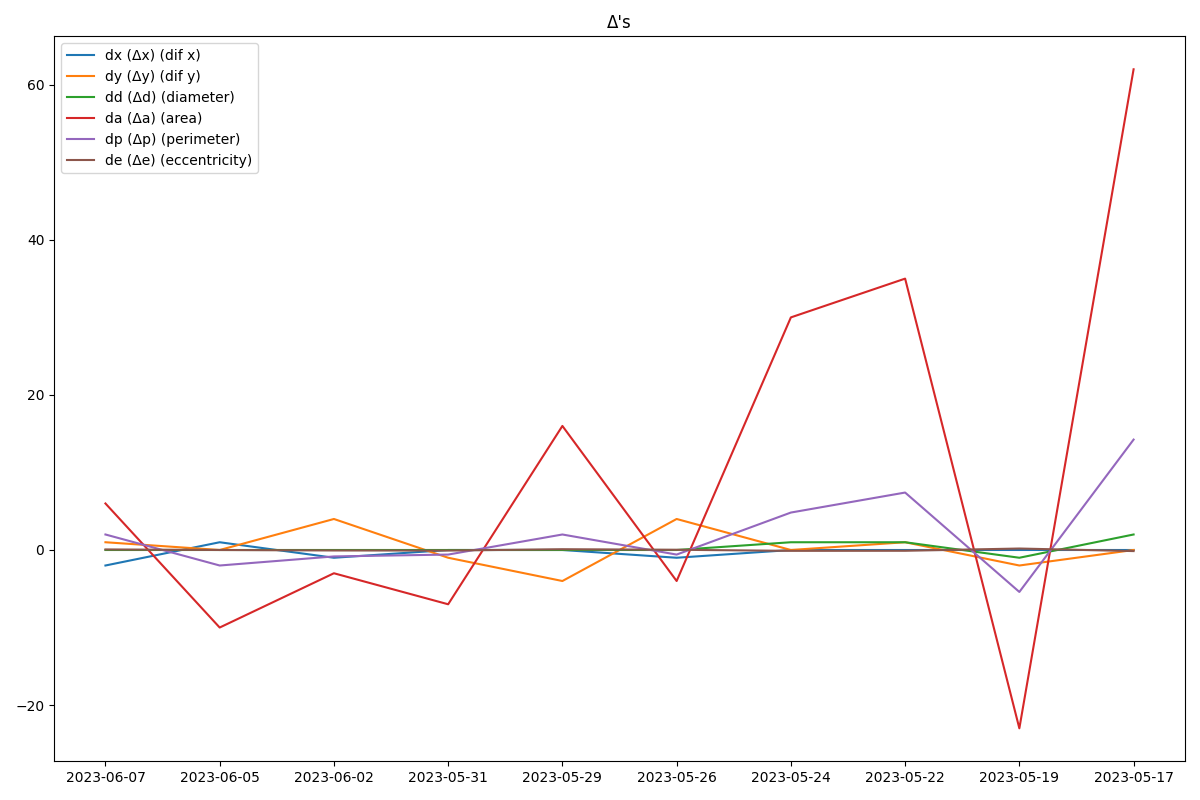 Δ's
dx (Δx) (dif x)
dy (Δy) (dif y)
dd (Δd) (diameter)
da (Δa) (area)
dp (Δp) (perimeter)
de (Δe) (eccentricity)
60
40
20
0
−20
2023-06-07 2023-06-05 2023-06-02 2023-05-31 2023-05-29 2023-05-26 2023-05-24 2023-05-22 2023-05-19 2023-05-17